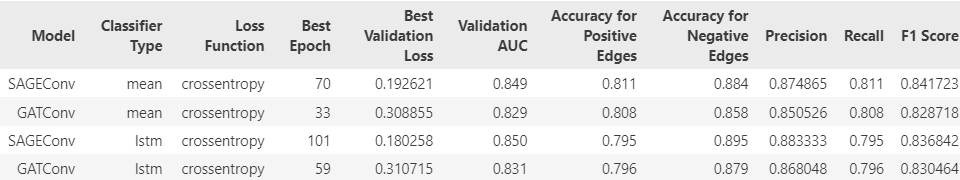 Model Classifier Type Loss Function Best Epoch Best Validation Loss Validation AUC Accuracy for Positive Edges Accuracy for Negative Edges Precision Recall F1 Score
SAGEConv mean crossentropy 70 0.192621 0.849 0.811 0.884 0.874865 0.811 0.841723
GATConv mean crossentropy 33 0.308855 0.829 0.808 0.858 0.850526 0.808 0.828718
SAGEConv lstm crossentropy 101 0.180258 0.850 0.795 0.895 0.883333 0.795 0.836842
GATConv lstm crossentropy 59 0.310715 0.831 0.796 0.879 0.868048 0.796 0.830464